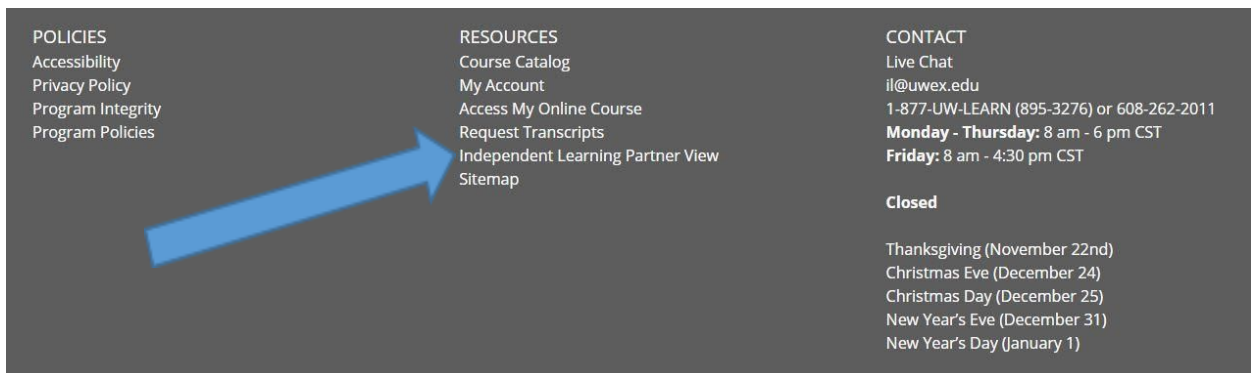 POLICIES
Accessibility
Privacy Policy
Program Integrity
Program Policies
RESOURCES
Course Catalog
My Account
Access My Online Course
Request Transcripts
Independent Learning Partner View
Sitemap
CONTACT
Live Chat
il@uwex.edu
1-877-UW-LEARN (895-3276) or 608-262-2011
Monday - Thursday: 8 am - 6 pm CST
Friday: 8 am - 4:30 pm CST
Closed
Thanksgiving (November 22nd)
Christmas Eve (December 24)
Christmas Day (December 25)
New Year's Eve (December 31)
New Year's Day (January 1)